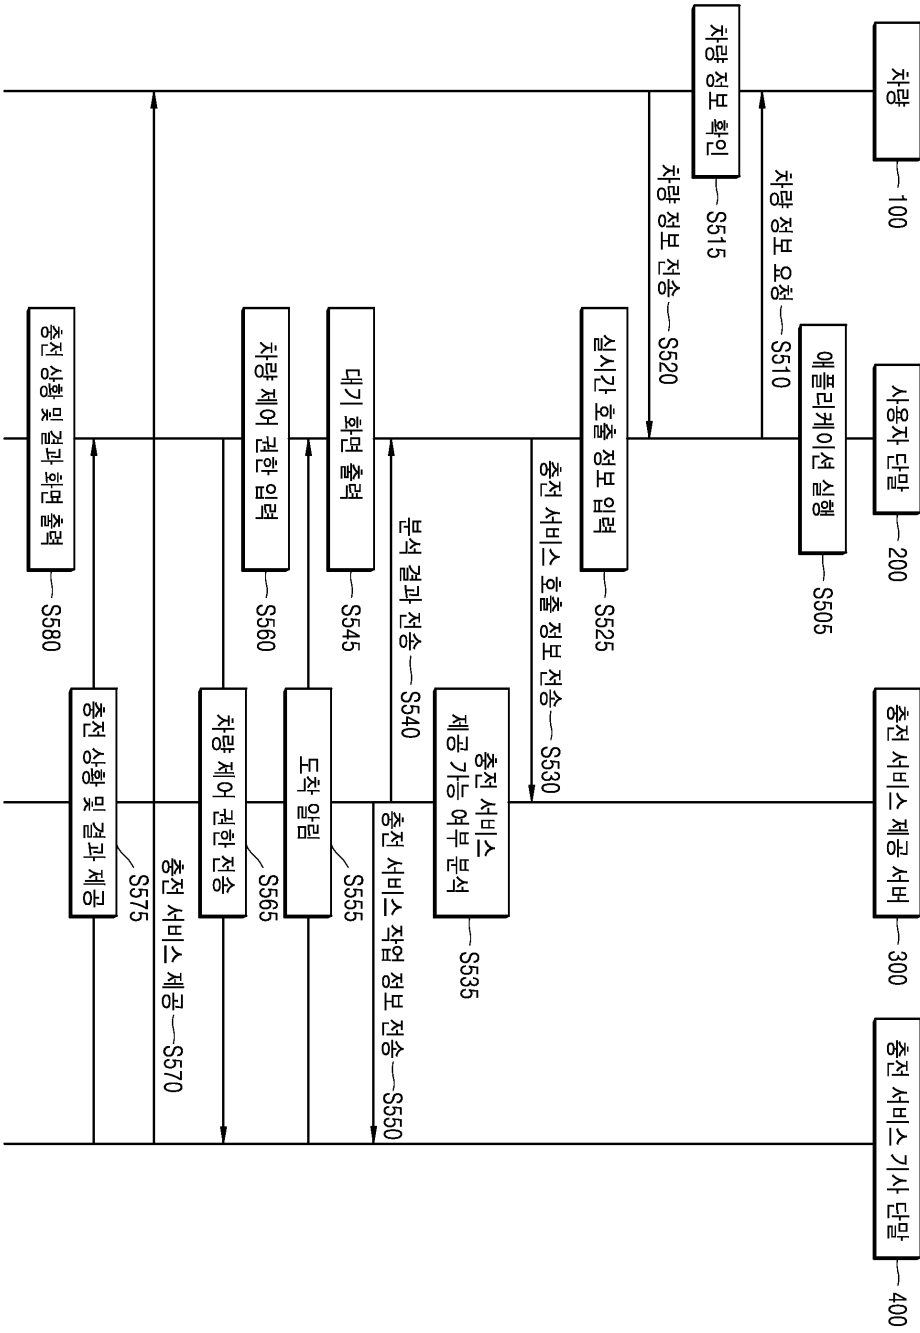 차량
100
사용자 단말
200
충전 서비스 제공 서버
300
충전 서비스 기사 단말
400
애플리케이션 실행
S505
차량 정보 요청
S510
차량 정보 확인
S515
차량 정보 전송
S520
실시간 호출 정보 입력
S525
충전 서비스 호출 정보 전송
S530
충전 서비스
제공 가능 여부 분석
S535
분석 결과 전송
S540
대기 화면 출력
S545
충전 서비스 작업 정보 전송
S550
도착 알림
S555
차량 제어 권한 입력
S560
차량 제어 권한 전송
S565
충전 서비스 제공
S570
충전 상황 및 결과 제공
S575
충전 상황 및 결과 화면 출력
S580